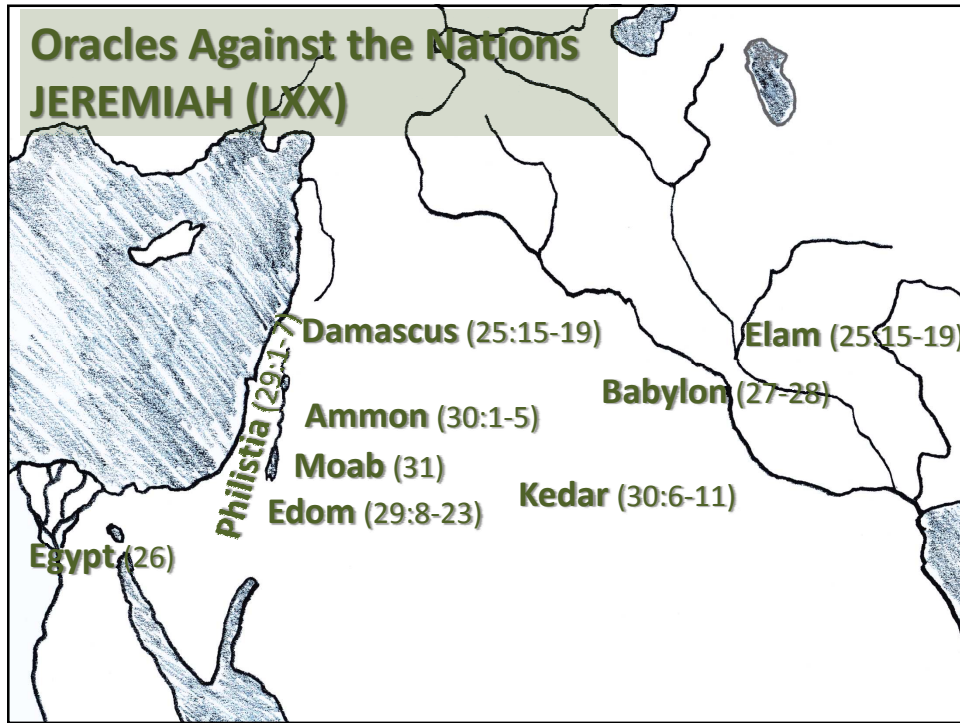 Oracles Against the Nations
JEREMIAH (LXX)
Damascus (25:15-19)
Elam (25:15-19)
Philistia (29:1-7)
Babylon (27-28)
Ammon (30:1-5)
Moab (31)
Kedar (30:6-11)
Edom (29:8-23)
Egypt (26)